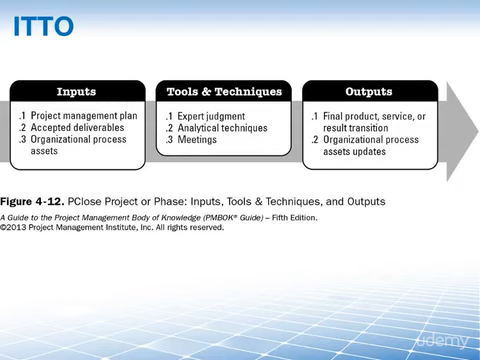 ITTO
Inputs
.1 Project management plan
.2 Accepted deliverables
.3 Organizational process
assets
Tools & Techniques
.1 Expert judgment
.2 Analytical techniques
.3 Meetings
Outputs
.1 Final product, service, or
result transition
.2 Organizational process
assets updates
Figure 4-12. PClose Project or Phase: Inputs, Tools & Techniques, and Outputs
A Guide to the Project Management Body of Knowledge (PMBOK® Guide) – Fifth Edition.
©2013 Project Management Institute, Inc. All rights reserved.
udemy